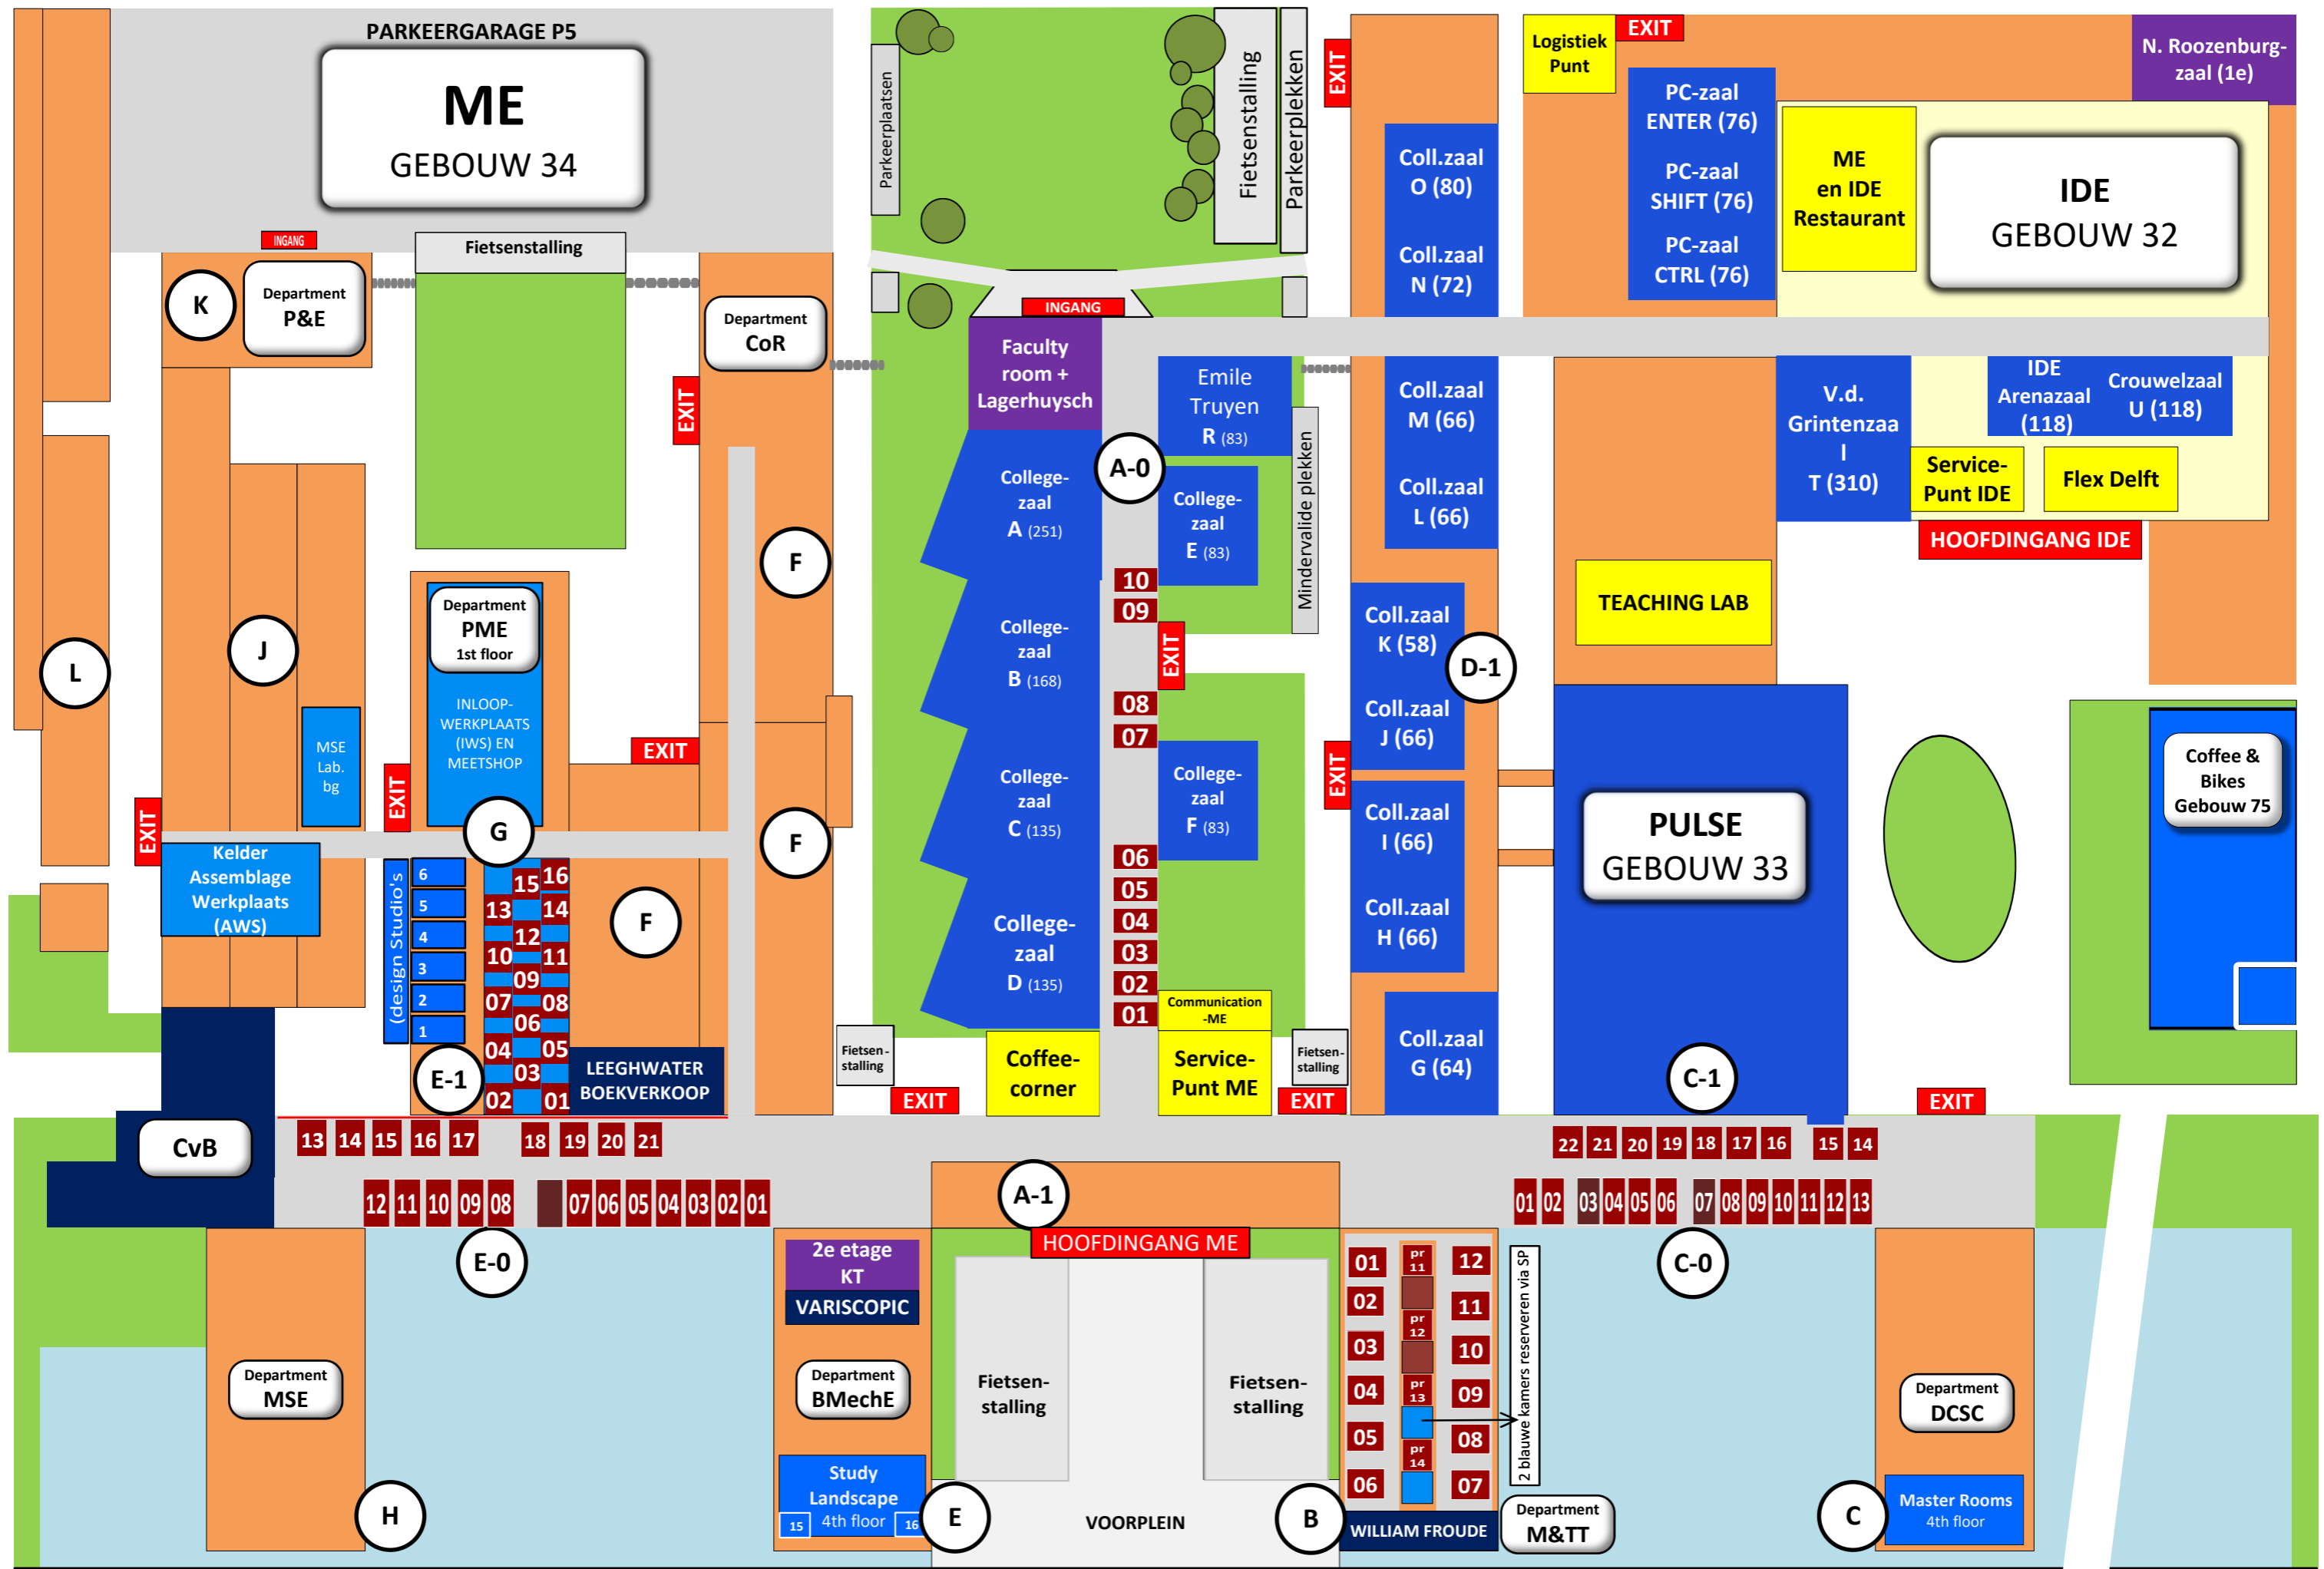 PARKEERGARAGE P5
ME
GEBOUW 34
INGANG
Fietsenstalling
K
Department
P&E
Department
CoR
EXIT
L
J
F
Department
PME
1st floor
INLOOP-
WERKPLAATS
(IWS) EN
MEETSHOP
MSE
Lab.
bg
EXIT
EXIT
EXIT
G
F
Kelder
Assemblage
Werkplaats
(AWS)
(design Studio's
6
5
4
3
2
1
15
16
13
14
12
10
11
09
07
08
06
04
05
03
02
01
F
E-1
LEEGHWATER
BOEKVERKOOP
Parkeerplaatsen
Fietsenstalling
Parkeerplekken
INGANG
Faculty
room +
Lagerhuysch
Emile
Truyen
R (83)
A-0
College-
zaal
A (251)
College-
zaal
E (83)
Mindervalide plekken
10
09
EXIT
College-
zaal
B (168)
08
07
College-
zaal
C (135)
College-
zaal
F (83)
06
05
04
03
02
01
College-
zaal
D (135)
Communication
-ME
Fietsen-
stalling
Coffee-
corner
Service-
Punt ME
Fietsen-
stalling
EXIT
EXIT
EXIT
Coll.zaal
O (80)
Coll.zaal
N (72)
Coll.zaal
M (66)
Coll.zaal
L (66)
Coll.zaal
K (58)
D-1
Coll.zaal
J (66)
EXIT
Coll.zaal
I (66)
Coll.zaal
H (66)
Coll.zaal
G (64)
Logistiek
Punt
EXIT
N. Roozenburg-
zaal (1e)
PC-zaal
ENTER (76)
PC-zaal
SHIFT (76)
PC-zaal
CTRL (76)
ME
en IDE
Restaurant
IDE
GEBOUW 32
V.d.
Grintenzaa
l
T (310)
IDE
Arenazaal
(118)
Crouwelzaal
U (118)
Service-
Punt IDE
Flex Delft
HOOFDINGANG IDE
TEACHING LAB
PULSE
GEBOUW 33
Coffee &
Bikes
Gebouw 75
C-1
EXIT
CvB
13 14 15 16 17 18 19 20 21
12 11 10 09 08 07 06 05 04 03 02 01
E-0
A-1
HOOFDINGANG ME
22 21 20 19 18 17 16 15 14
01 02 03 04 05 06 07 08 09 10 11 12 13
C-0
Department
MSE
H
2e etage
KT
VARISCOPIC
Department
BMechE
Study
Landscape
4th floor
15
16
E
Fietsen-
stalling
Fietsen-
stalling
VOORPLEIN
B
01
pr
11
12
02
11
pr
12
03
10
04
pr
13
09
05
08
pr
14
06
07
2 blauwe kamers reserveren via SP
WILLIAM FROUDE
Department
M&TT
Department
DCSC
C
Master Rooms
4th floor